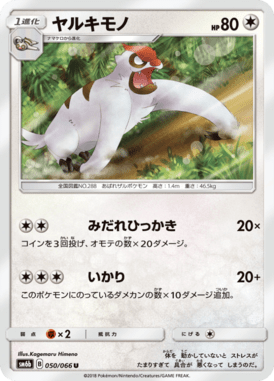 1進化 ヤルキモノ HP80
ナマケロから進化
全国図鑑NO.288 あばれザルポケモン 高さ：1.4m 重さ：46.5kg
みだれひっかき 20×
コインを3回投げ、オモテの数×20ダメージ。
いかり 20+
このポケモンにのっているダメカンの数×10ダメージ追加。
弱点 ×2 抵抗力 にげる
Illus.Kagemaru Himeno
sm6b B 050/066 U
体を動かしていないと ストレスが
たまりすぎて 具合が 悪くなって しまうのだ。
©2018 Pokémon/Nintendo/Creatures/GAME FREAK.